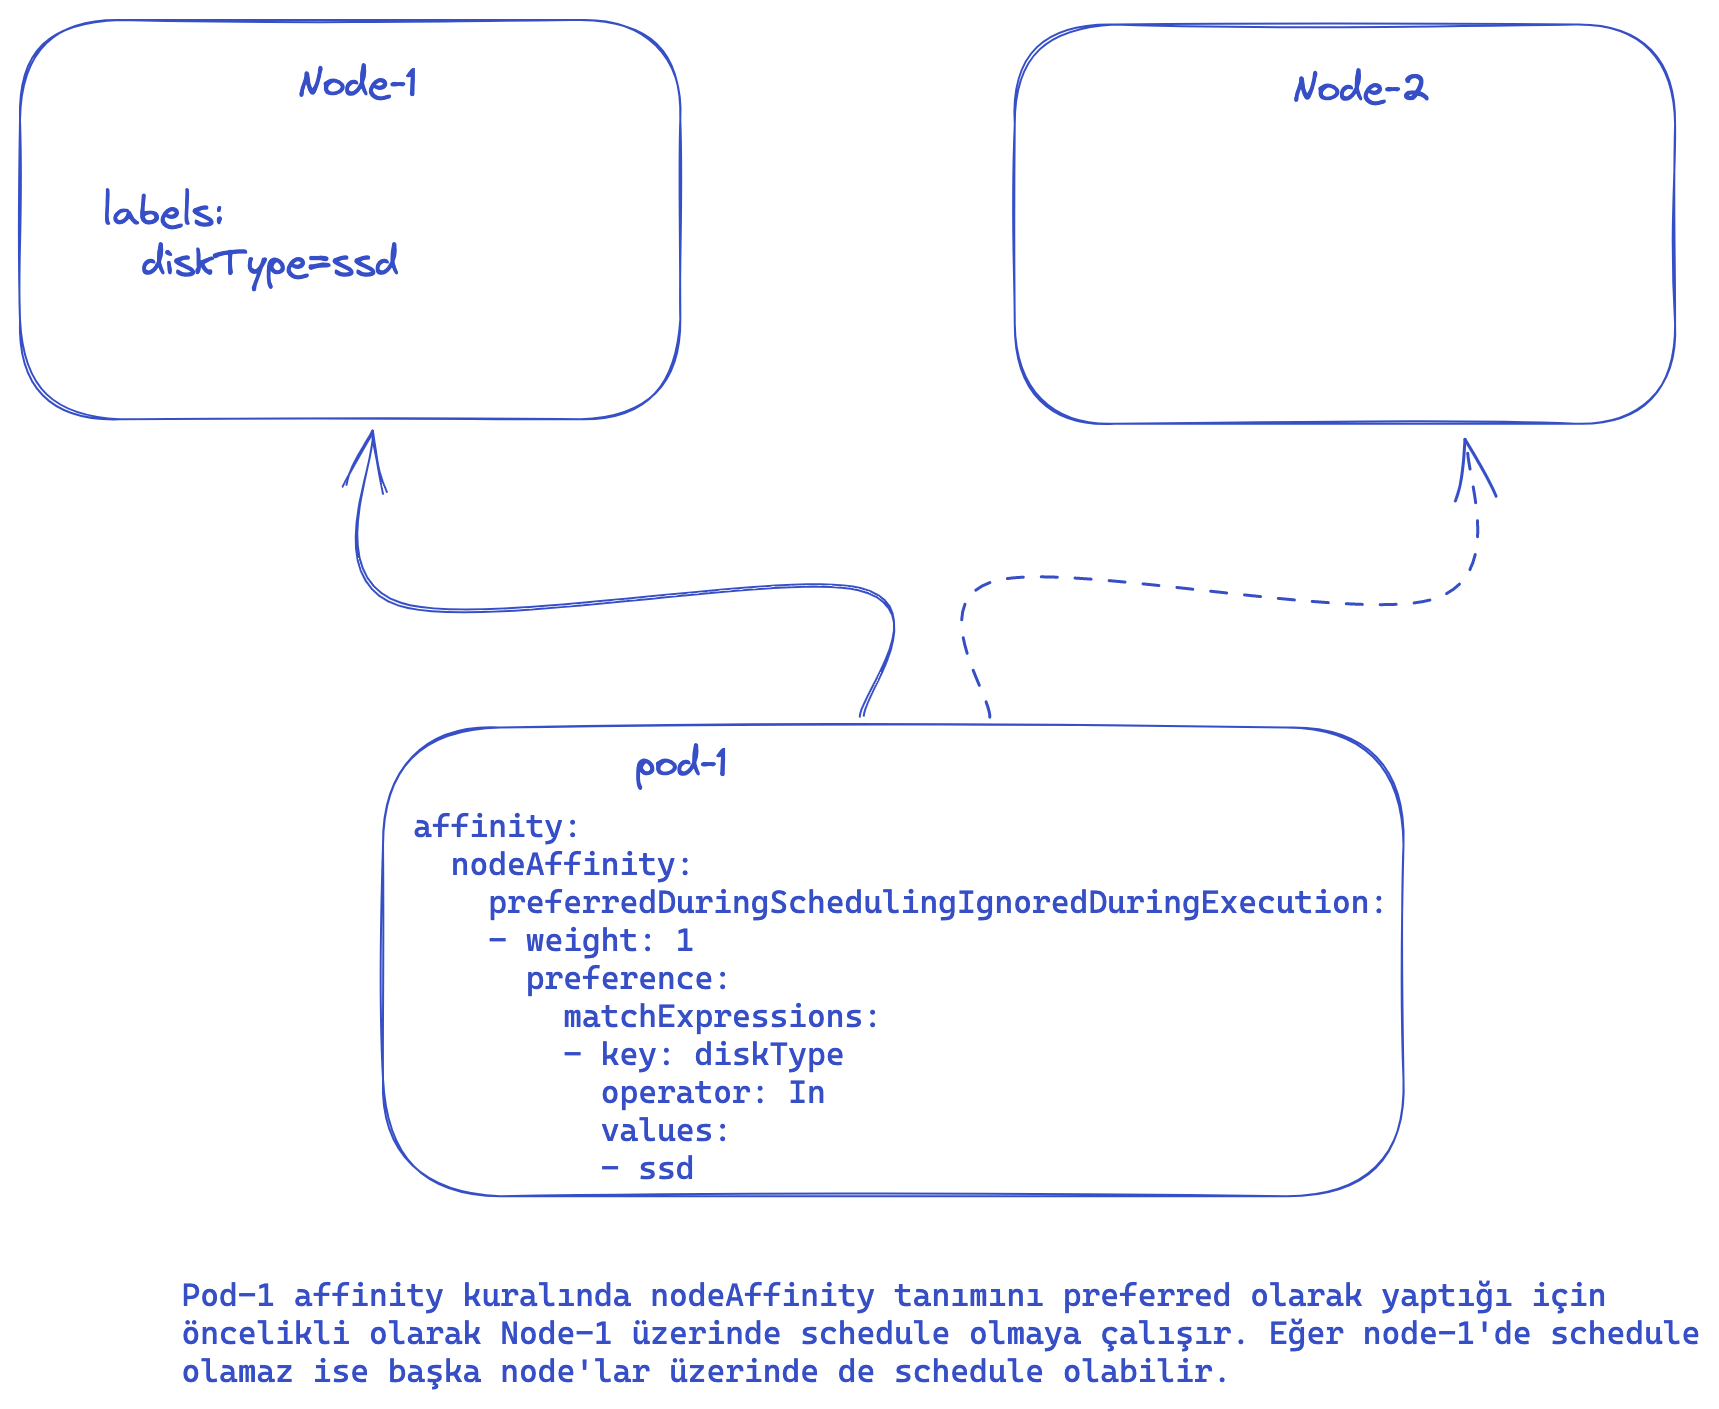 Node-1
labels:
diskType=ssd
Node-2
pod-1
affinity:
  nodeAffinity:
    preferredDuringSchedulingIgnoredDuringExecution:
    - weight: 1
      preference:
        matchExpressions:
        - key: diskType
          operator: In
          values:
          - ssd
Pod-1 affinity kuralında nodeAffinity tanımını preferred olarak yaptığı için
öncelikli olarak Node-1 üzerinde schedule olmaya çalışır. Eğer node-1'de schedule
olamaz ise başka node'lar üzerinde de schedule olabilir.